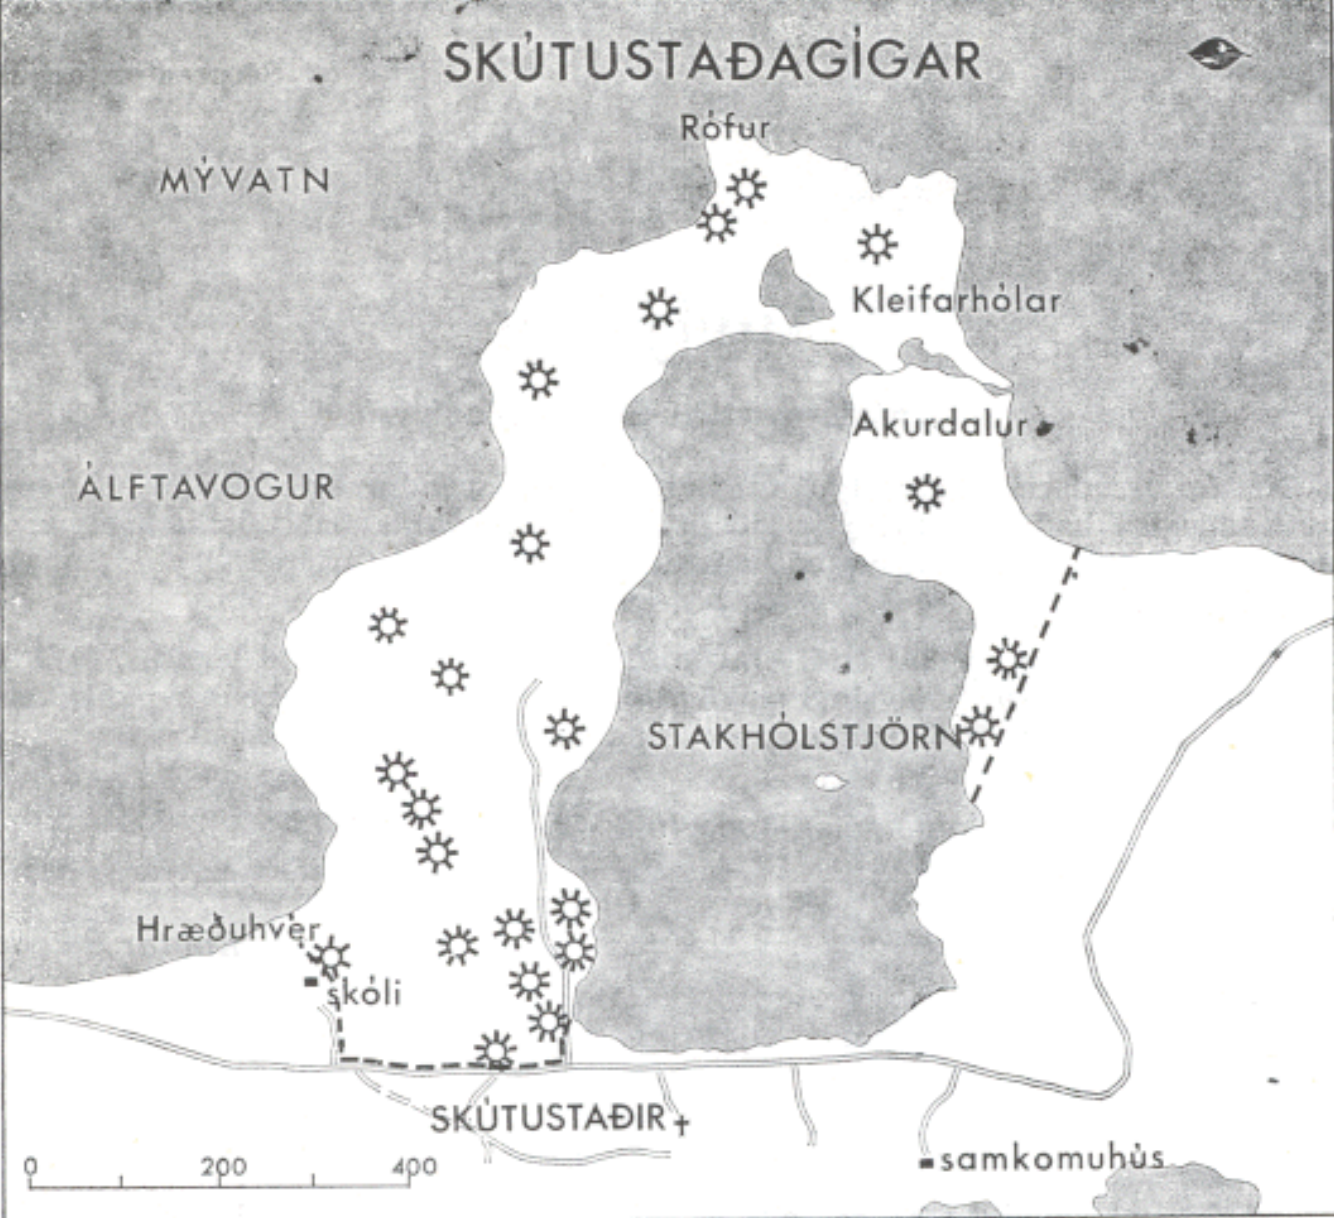 SKÚTUSTAÐAGÍGAR
Rófur
MÝVATN
Kleifarhólar
Akurdalur
ÁLFTAVOGUR
STAKHÓLSTJÖRN
Hræðuhver
skóli
SKÚTUSTAÐIR
samkomuhús
0 200 400